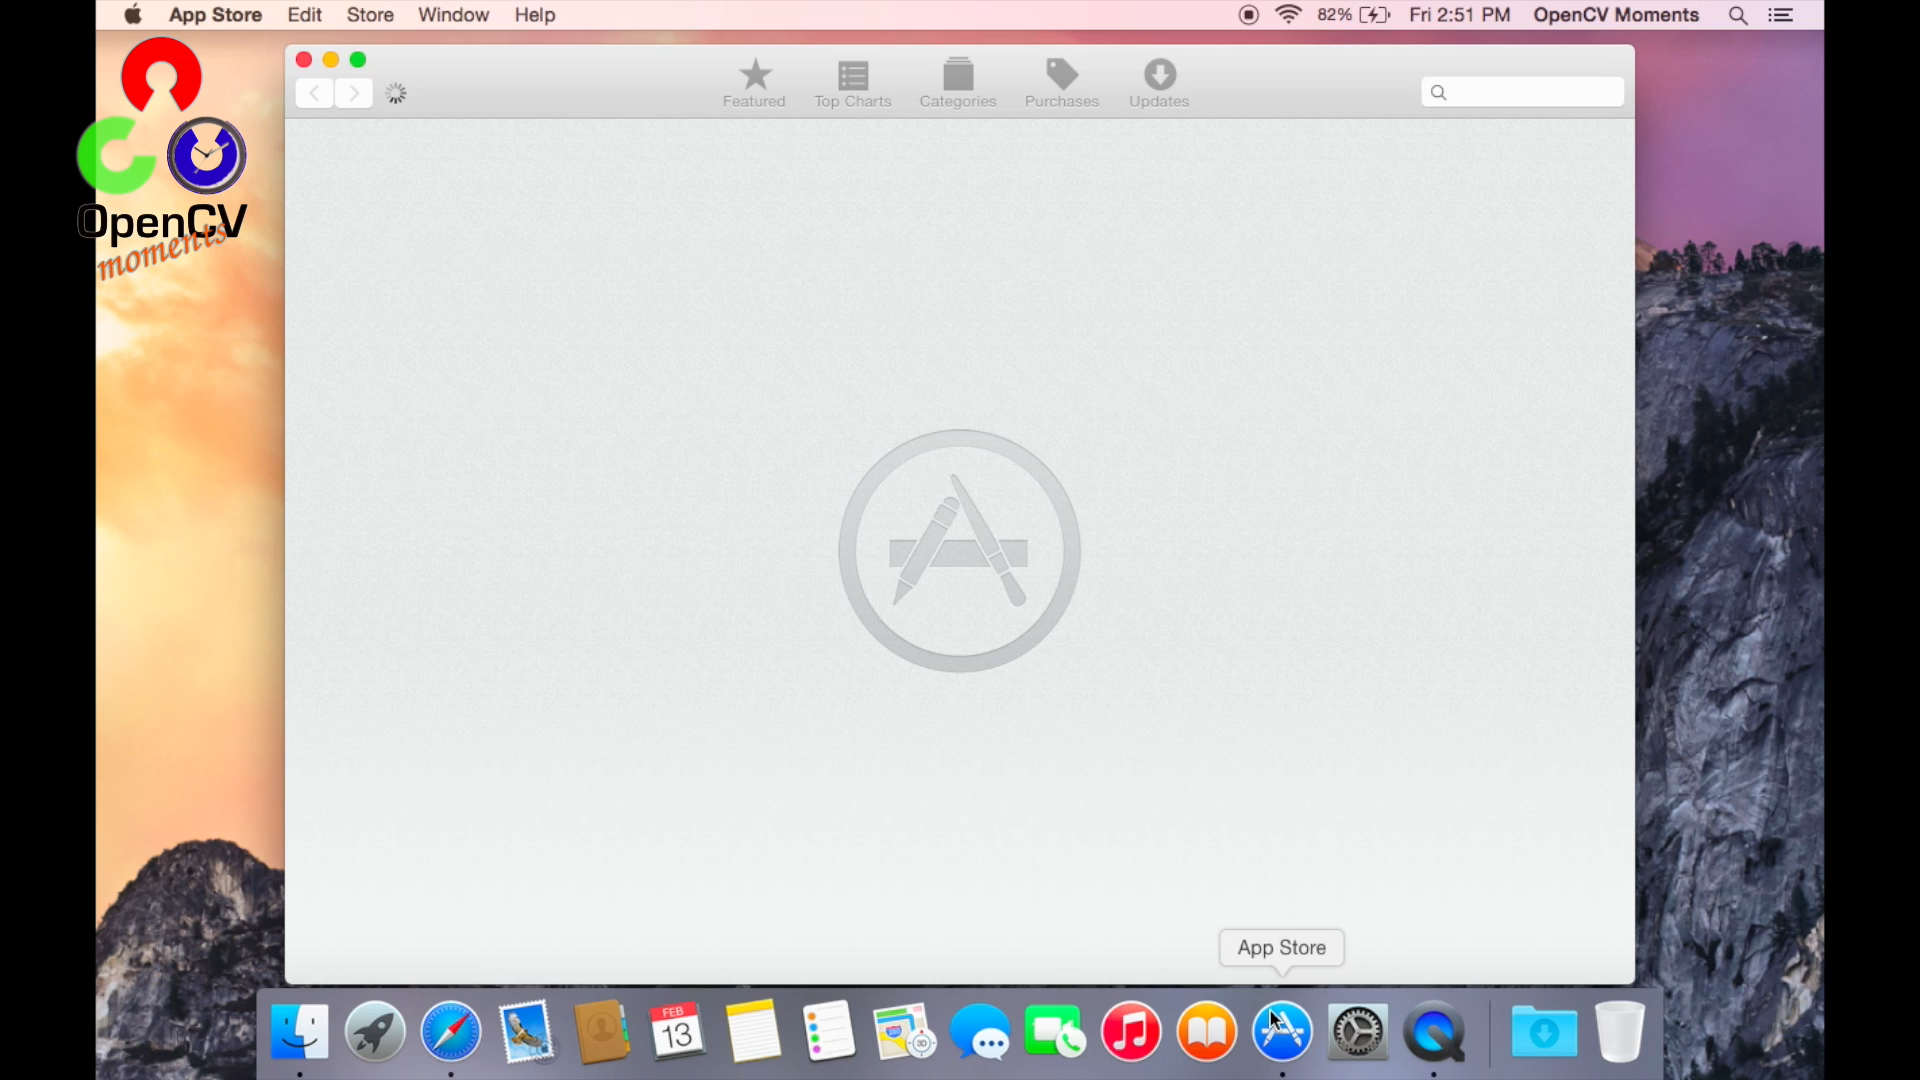 App Store Edit Store Window Help 82% Fri 2:51 PM OpenCV Moments
Featured Top Charts Categories Purchases Updates
OpenCV
moments
App Store
FEB
13
3D